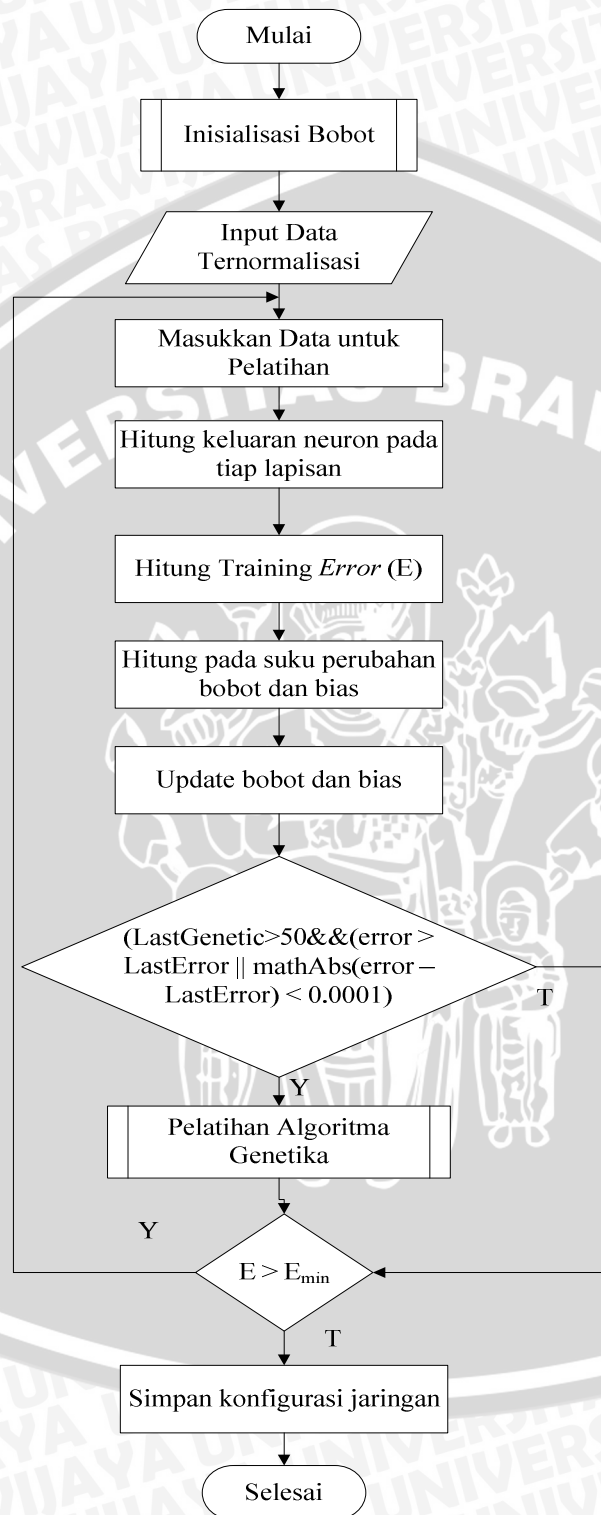 Mulai
Inisialisasi Bobot
Input Data
Ternormalisasi
Masukkan Data untuk
Pelatihan
Hitung keluaran neuron pada
tiap lapisan
Hitung Training Error (E)
Hitung pada suku perubahan
bobot dan bias
Update bobot dan bias
(LastGenetic>50&&(error >
LastError || mathAbs(error –
LastError) < 0.0001)
T
Y
Pelatihan Algoritma
Genetika
Y
E > Emin
T
Simpan konfigurasi jaringan
Selesai